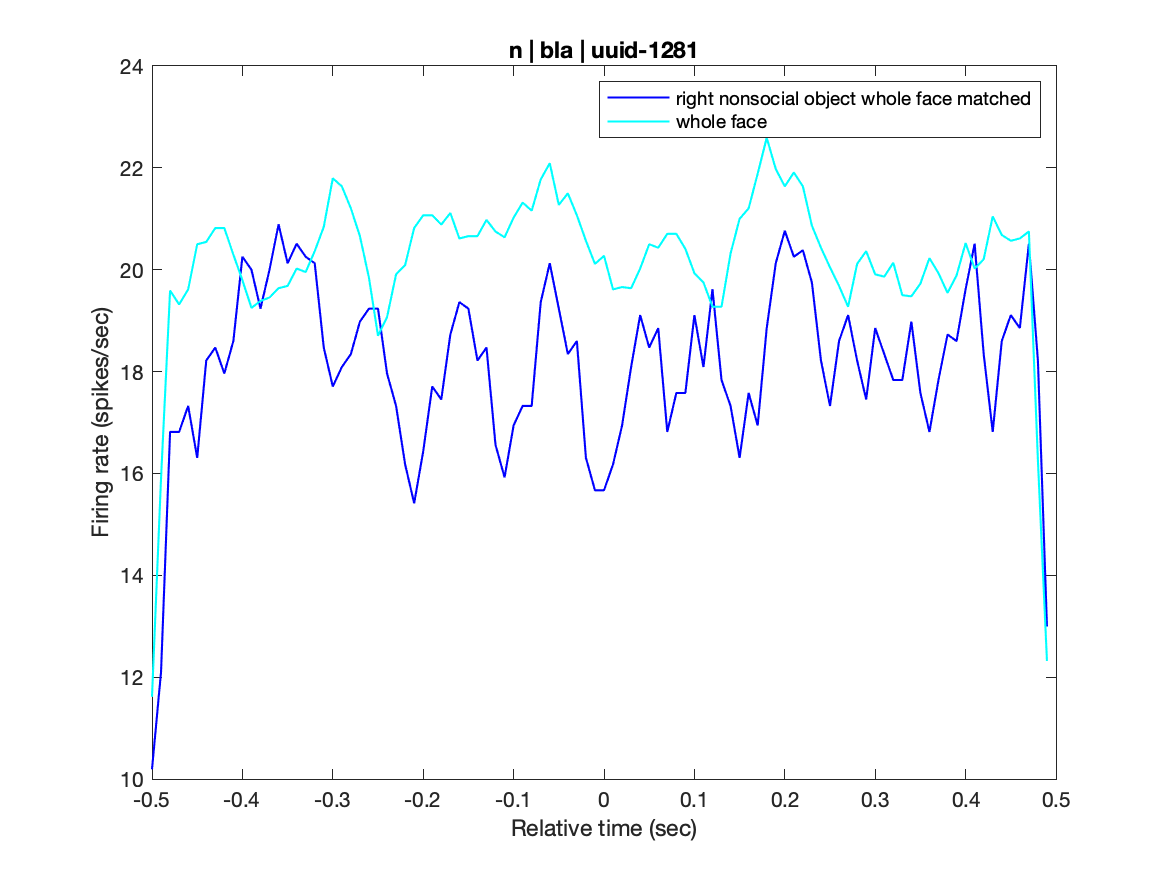 n | bla | uuid-1281
right nonsocial object whole face matched
whole face
Firing rate (spikes/sec)
24
22
20
18
16
14
12
10
-0.5 -0.4 -0.3 -0.2 -0.1 0 0.1 0.2 0.3 0.4 0.5
Relative time (sec)